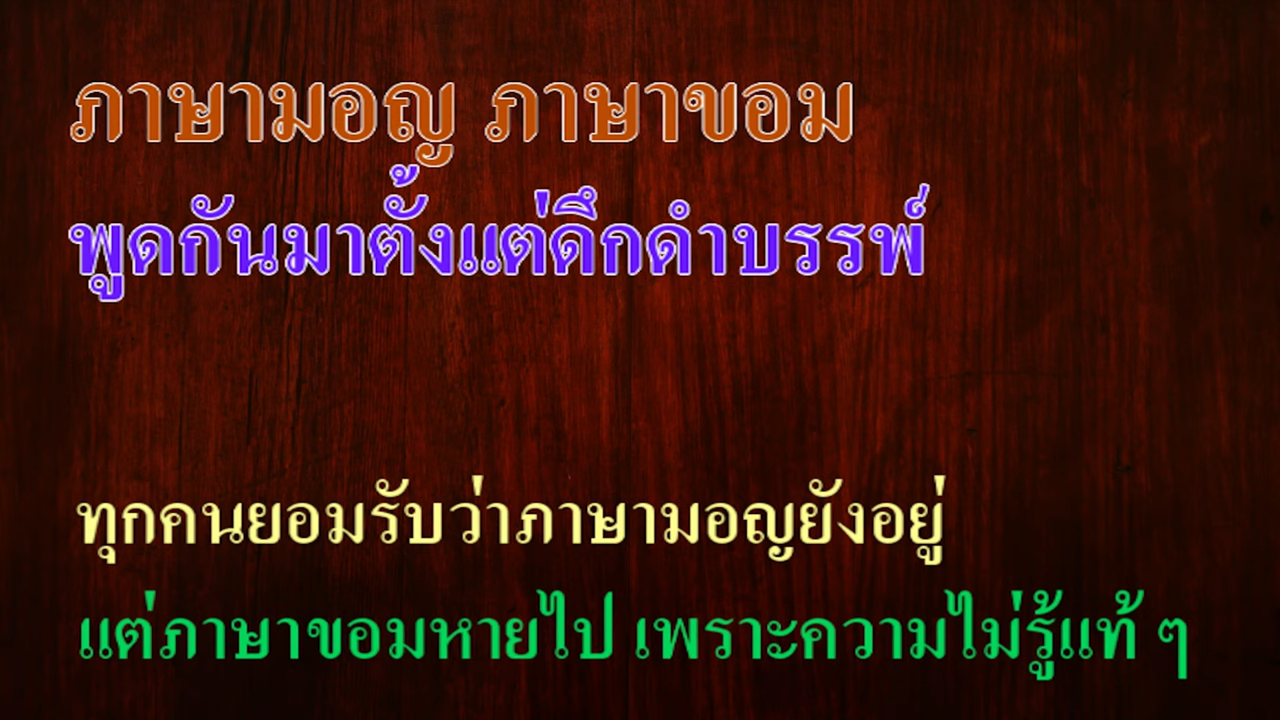 ภาษามอญ ภาษาขอม
พูดกันมาตั้งแต่ดึกดำบรรพ์
ทุกคนยอมรับว่าภาษามอญยังอยู่
แต่ภาษาขอมหายไป เพราะความไม่รู้แท้ ๆ